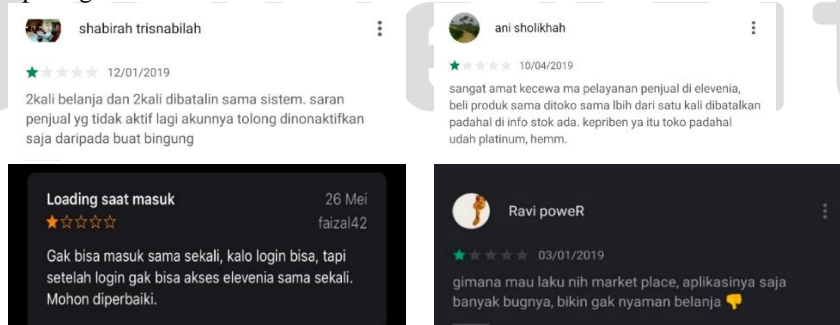 shabirah trisnabilah
12/01/2019
2kali belanja dan 2kali dibatalin sama sistem. saran
penjual yg tidak aktif lagi akunnya tolong dinonaktifkan
saja daripada buat bingung
ani sholikhah
10/04/2019
sangat amat kecewa ma pelayanan penjual di elevenia,
beli produk sama ditoko sama lbih dari satu kali dibatalkan
padahal di info stok ada. kepriben ya itu toko padahal
udah platinum, hemm.
Loading saat masuk
26 Mei
faizal42
Gak bisa masuk sama sekali, kalo login bisa, tapi
setelah login gak bisa akses elevenia sama sekali.
Mohon diperbaiki.
Ravi poweR
03/01/2019
gimana mau laku nih market place, aplikasinya saja
banyak bugnya, bikin gak nyaman belanja 👎